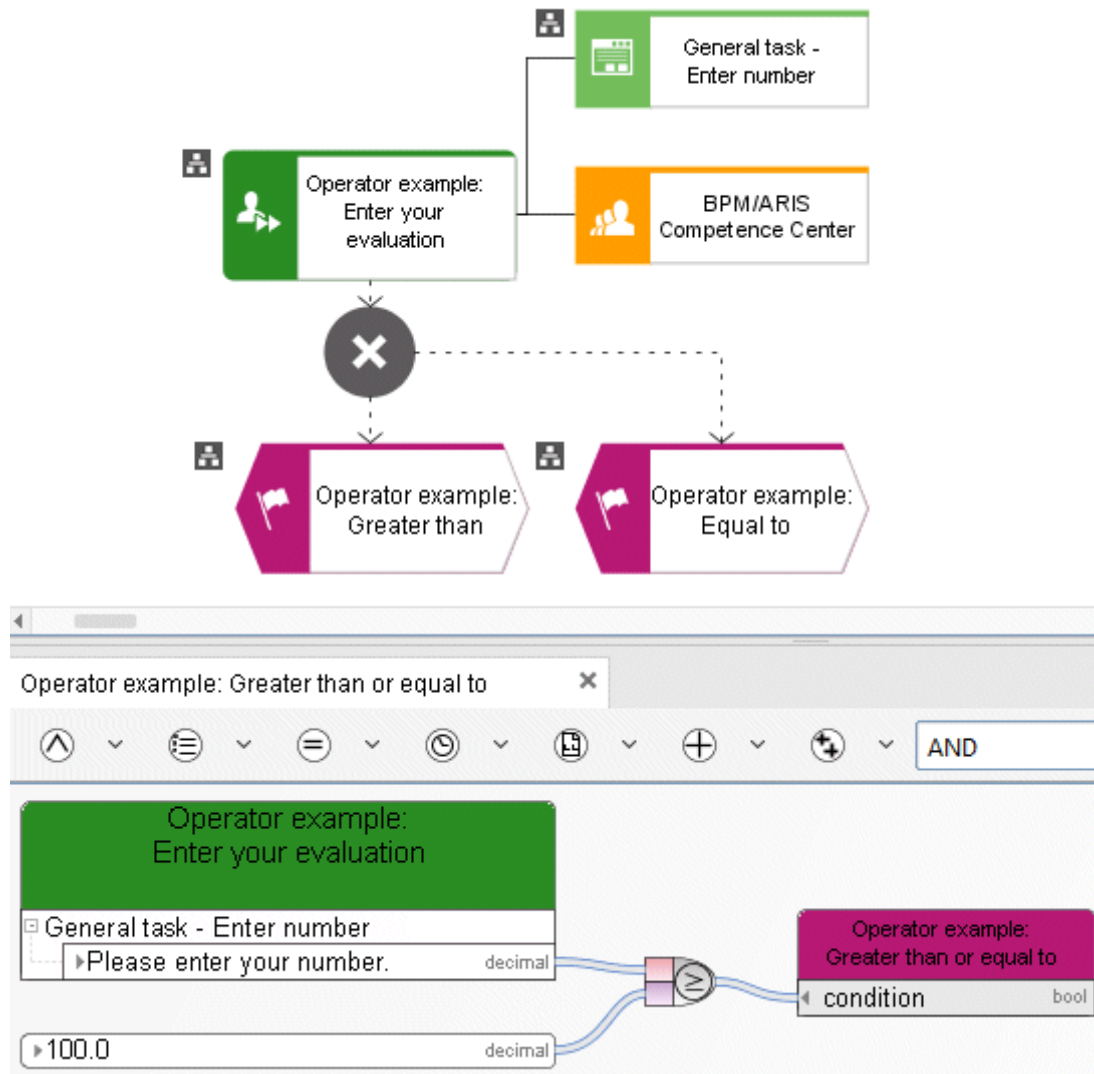 General task -
Enter number
Operator example:
Enter your
evaluation
BPM/ARIS
Competence Center
Operator example:
Greater than
Operator example:
Equal to
Operator example: Greater than or equal to
AND
Operator example:
Enter your evaluation
General task - Enter number
Please enter your number.
decimal
Operator example:
Greater than or equal to
condition
bool
100.0
decimal